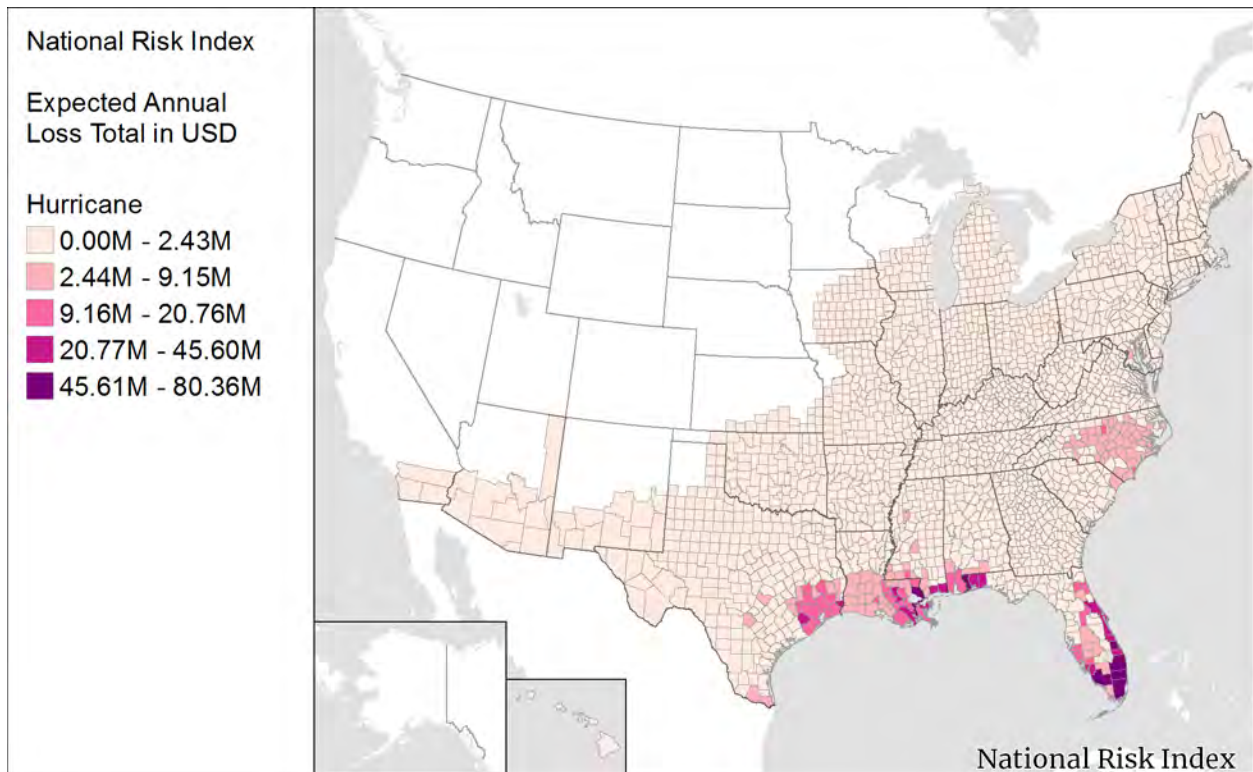 National Risk Index
Expected Annual
Loss Total in USD
Hurricane
0.00M - 2.43M
2.44M - 9.15M
9.16M - 20.76M
20.77M - 45.60M
45.61M - 80.36M
National Risk Index